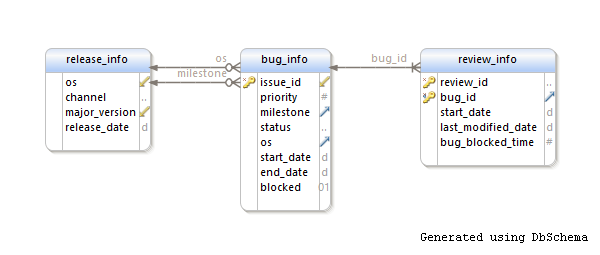 release_info
os
channel ..
major_version
release_date d
os
milestone
bug_info
issue_id
priority #
milestone
status ..
os
start_date d
end_date d
blocked 01
bug_id
review_info
review_id ..
bug_id
start_date d
last_modified_date d
bug_blocked_time #
Generated using DbSchema